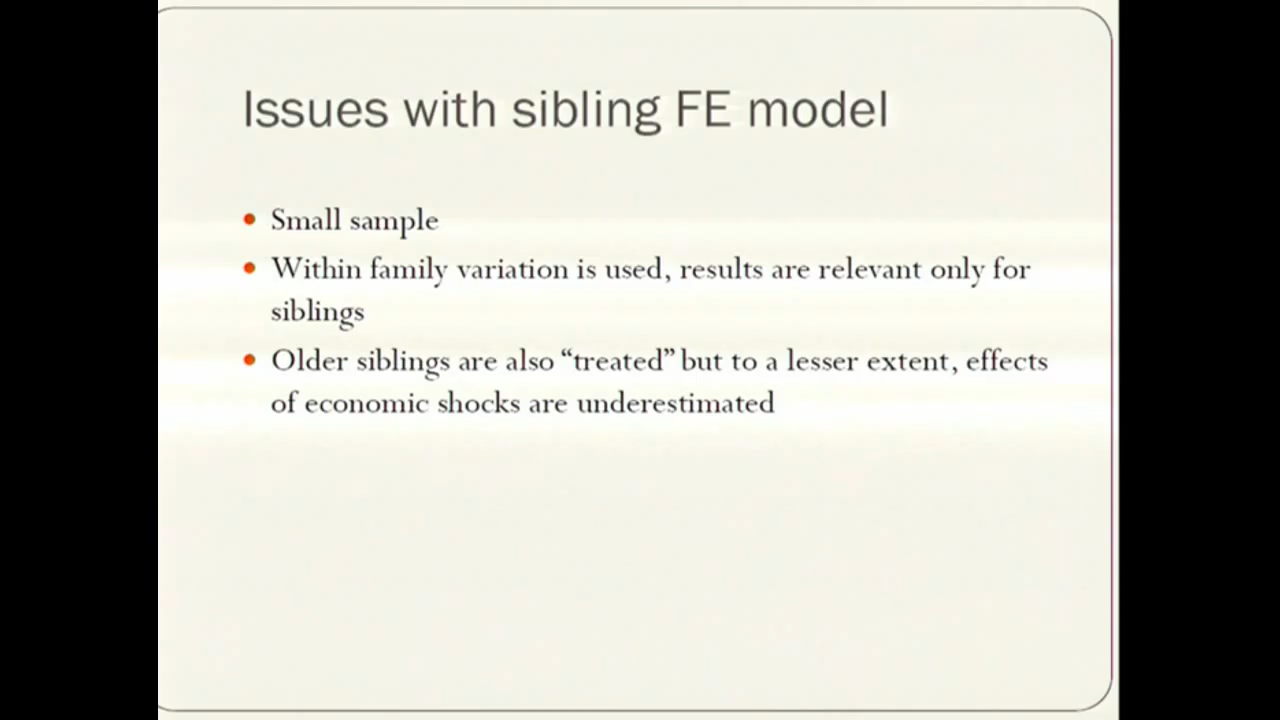 Issues with sibling FE model
Small sample
Within family variation is used, results are relevant only for
siblings
Older siblings are also “treated” but to a lesser extent, effects
of economic shocks are underestimated